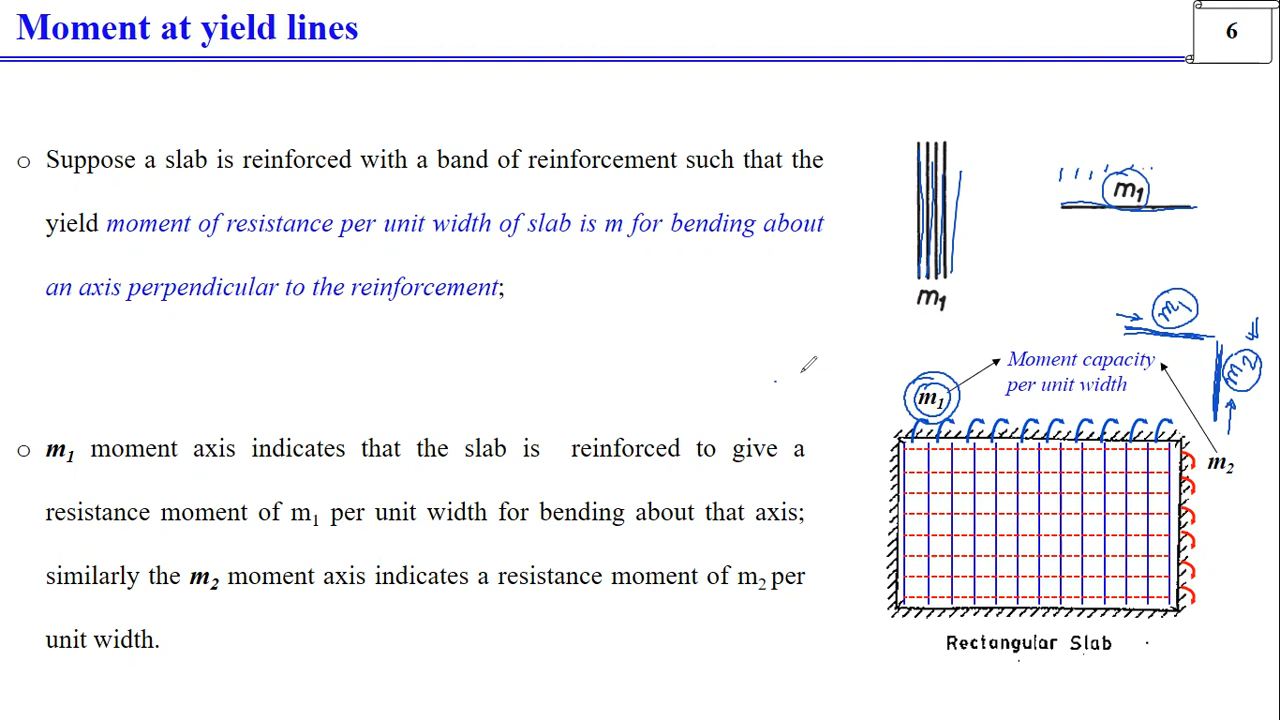 Moment at yield lines
6
o Suppose a slab is reinforced with a band of reinforcement such that the
yield moment of resistance per unit width of slab is m for bending about
an axis perpendicular to the reinforcement;
o m₁ moment axis indicates that the slab is reinforced to give a
resistance moment of m₁ per unit width for bending about that axis;
similarly the m₂ moment axis indicates a resistance moment of m₂ per
unit width.
m₁
m₁
m₁
m₂
Moment capacity
per unit width
m₁
m₂
Rectangular Slab